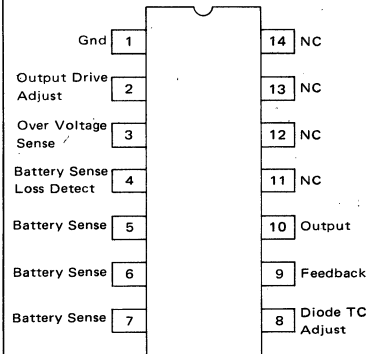 Gnd 1
Output Drive
Adjust 2
Over Voltage
Sense 3
Battery Sense
Loss Detect 4
Battery Sense 5
Battery Sense 6
Battery Sense 7
14 NC
13 NC
12 NC
11 NC
10 Output
9 Feedback
8 Diode TC
Adjust